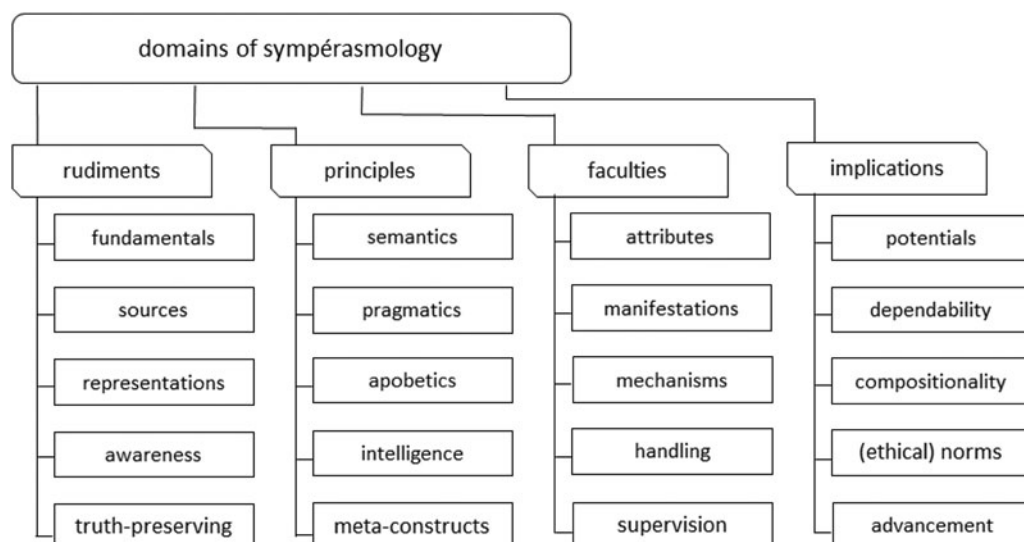 domains of sympérasmology
rudiments
fundamentals
sources
representations
awareness
truth-preserving
principles
semantics
pragmatics
apobetics
intelligence
meta-constructs
faculties
attributes
manifestations
mechanisms
handling
supervision
implications
potentials
dependability
compositionality
(ethical) norms
advancement